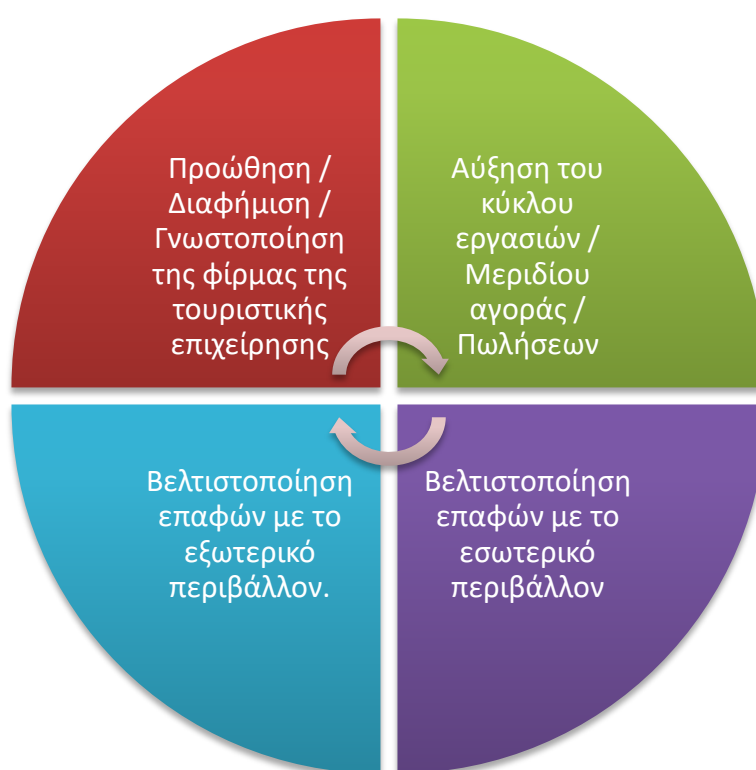 Προώθηση /
Διαφήμιση /
Γνωστοποίηση
της φίρμας της
τουριστικής
επιχείρησης
Αύξηση του
κύκλου
εργασιών /
Μεριδίου
αγοράς /
Πωλήσεων
Βελτιστοποίηση
επαφών με το
εξωτερικό
περιβάλλον.
Βελτιστοποίηση
επαφών με το
εσωτερικό
περιβάλλον